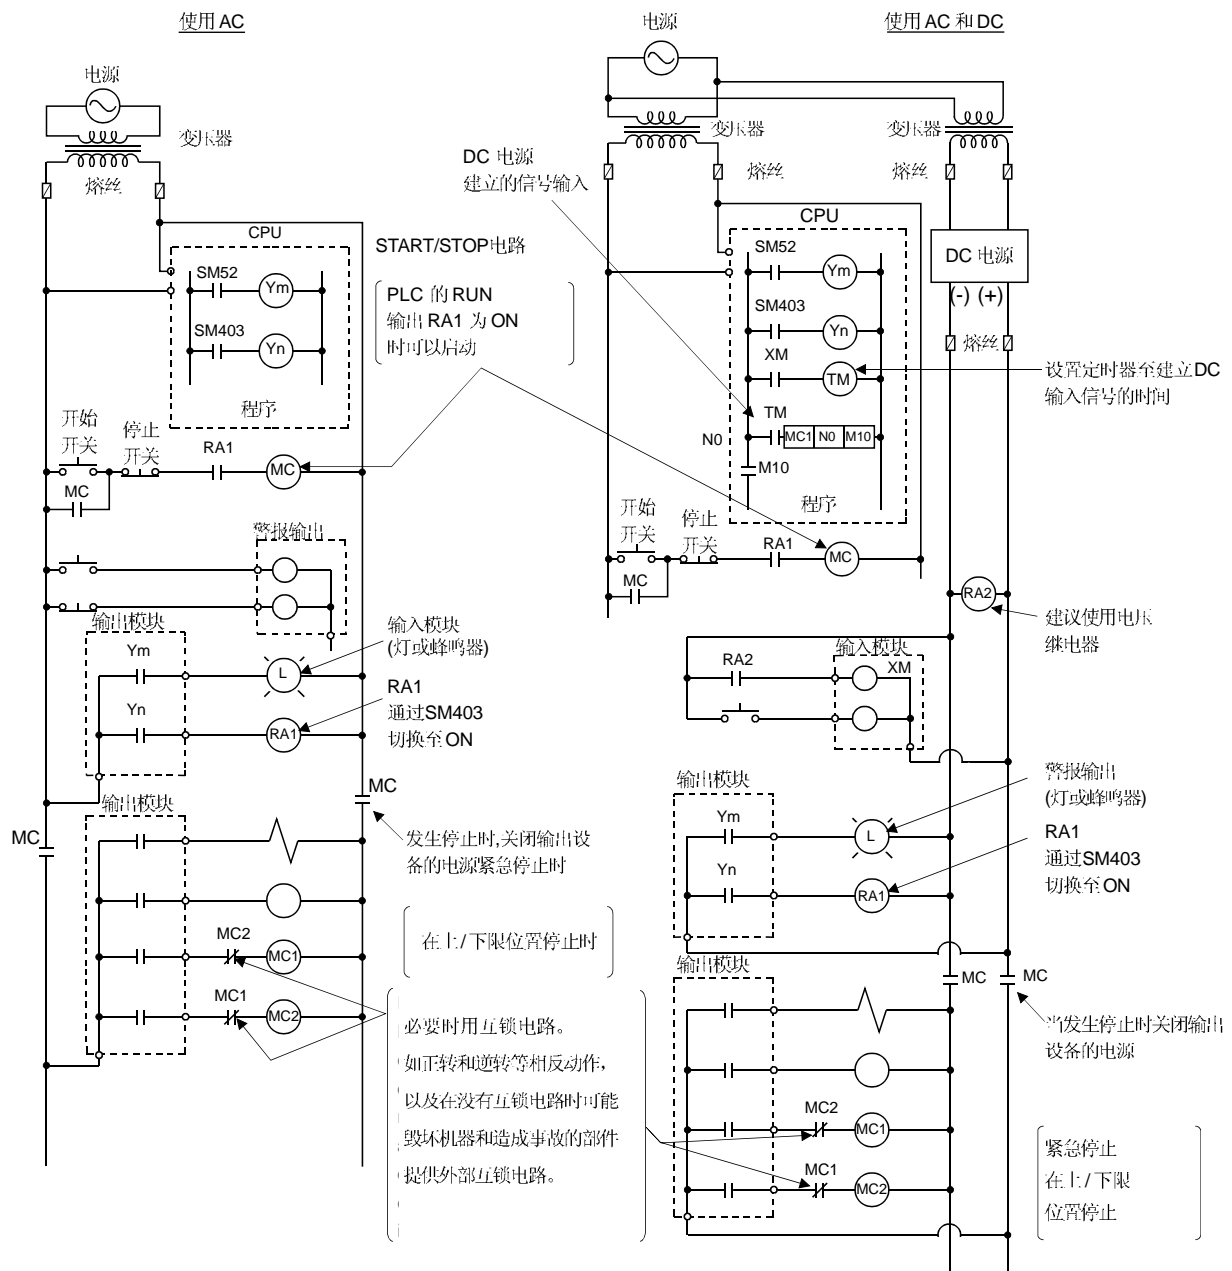 使用 AC
电源
变压器
熔丝
CPU
SM52
Ym
SM403
Yn
程序
START/STOP 电路
PLC 的 RUN
输出 RA1 为 ON
时可以启动
开始
开关
停止
开关
RA1
MC
MC
警报输出
输出模块
Ym
L
Yn
RA1
输入模块
(灯或蜂鸣器)
RA1
通过SM403
切换至ON
MC
输出模块
MC
发生停止时,关闭输出设
备的电源紧急停止时
在上/下限位置停止时
MC2
MC1
MC1
MC2
必要时用互锁电路。
如正转和逆转等相反动作，
以及在没有互锁电路时可能
毁坏机器和造成事故的部件
提供外部互锁电路。
使用 AC 和 DC
电源
变压器
变压器
熔丝
熔丝
DC 电源
建立的信号输入
CPU
DC 电源
(-) (+)
熔丝
SM52
Ym
SM403
Yn
XM
TM
TM
N0
MC1 N0 M10
M10
程序
设置定时器至建立DC
输入信号的时间
开始
开关
停止
开关
RA1
MC
MC
RA2
建议使用电压
继电器
输入模块
RA2
XM
输出模块
Ym
L
Yn
RA1
警报输出
(灯或蜂鸣器)
RA1
通过SM403
切换至ON
输出模块
MC
MC
当发生停止时关闭输出
设备的电源
MC2
MC1
MC1
MC2
紧急停止
在上/下限
位置停止